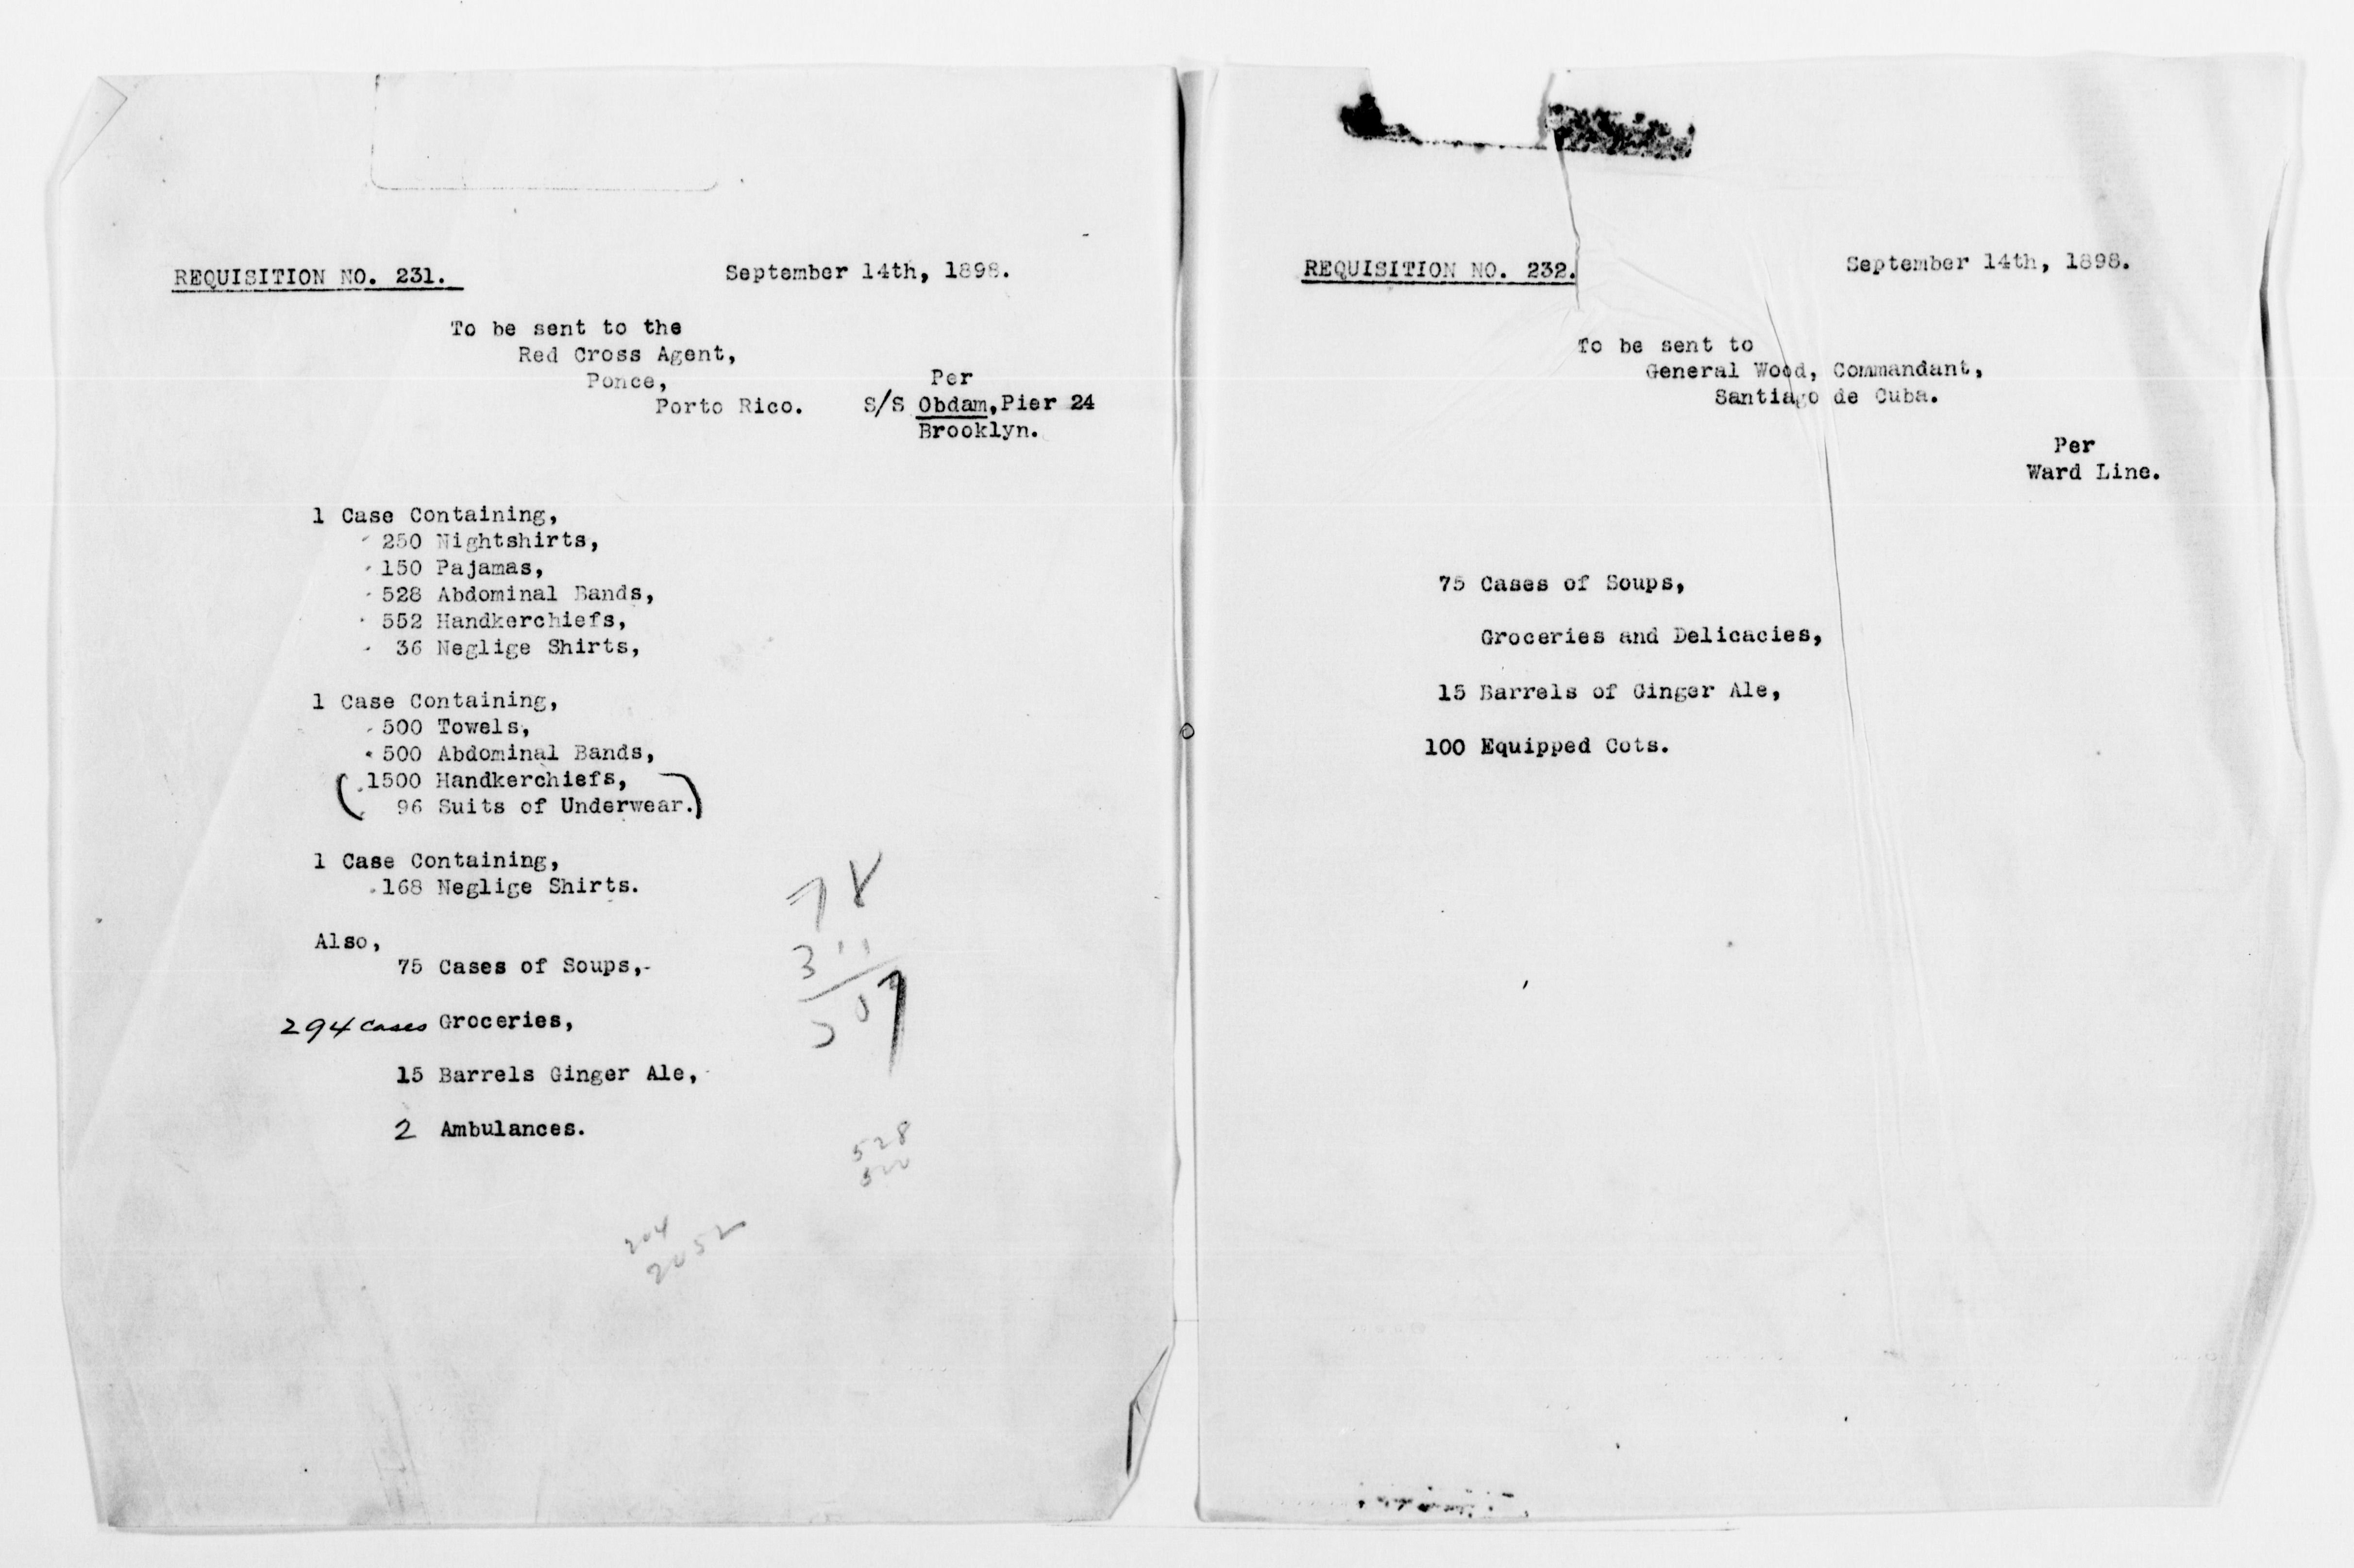 REQUISITION NO. 231.
September 14th, 1898.
To be sent to the
Red Cross Agent,
Ponce,
Porto Rico.
Per
S/S Obdam, Pier 24
Brooklyn.
1 Case Containing,
250 Nightshirts,
150 Pajamas,
528 Abdominal Bands,
552 Handkerchiefs,
36 Neglige Shirts,
1 Case Containing,
500 Towels,
500 Abdominal Bands,
(1500 Handkerchiefs,
96 Suits of Underwear.)
1 Case Containing,
168 Neglige Shirts.
Also,
75 Cases of Soups,-
294 cases Groceries,
15 Barrels Ginger Ale,
2 Ambulances.
78
528
500
204
2052
REQUISITION NO. 232.
September 14th, 1898.
To be sent to
General Wood, Commandant,
Santiago de Cuba.
Per
Ward Line.
75 Cases of Soups,
Groceries and Delicacies,
15 Barrels of Ginger Ale,
100 Equipped Cots.